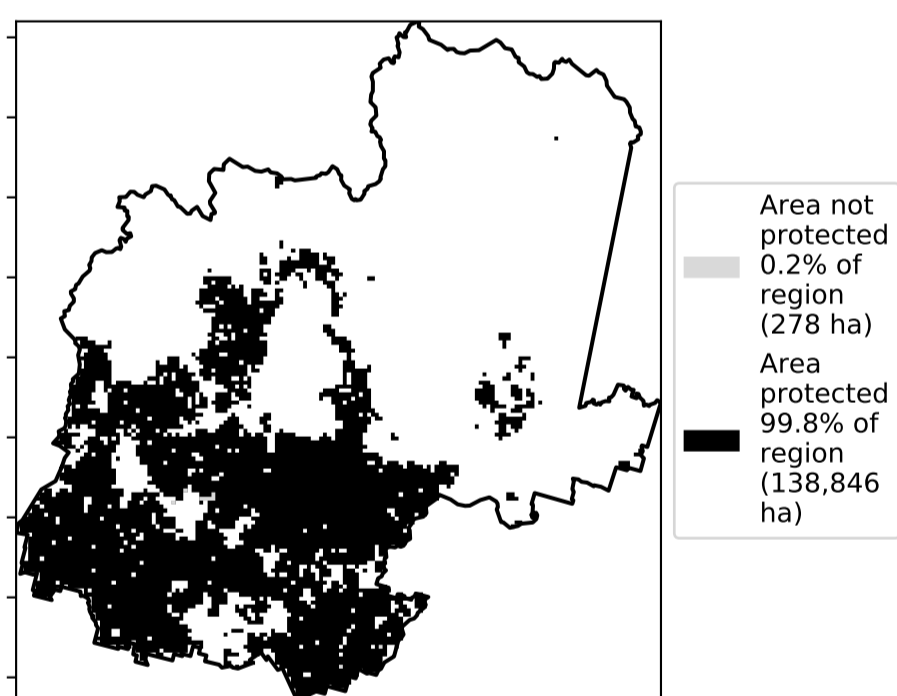 Area not
protected
0.2% of
region
(278 ha)
Area
protected
99.8% of
region
(138,846
ha)